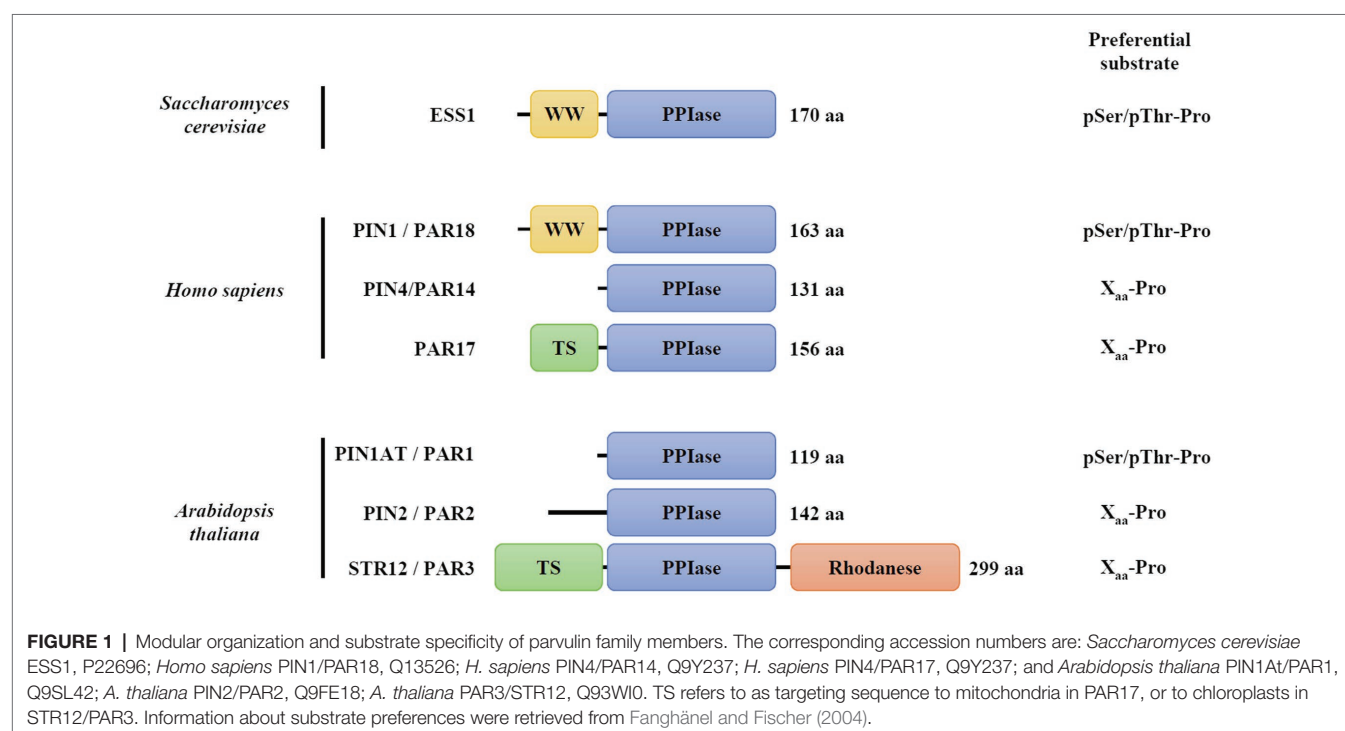 Preferential
substrate
Saccharomyces
cerevisiae
ESS1
WW
PPIase
170 aa
pSer/pThr-Pro
Homo sapiens
PIN1 / PAR18
WW
PPIase
163 aa
pSer/pThr-Pro
PIN4/PAR14
PPIase
131 aa
Xaa-Pro
PAR17
TS
PPIase
156 aa
Xaa-Pro
Arabidopsis
thaliana
PIN1AT / PAR1
PPIase
119 aa
pSer/pThr-Pro
PIN2 / PAR2
PPIase
142 aa
Xaa-Pro
STR12 / PAR3
TS
PPIase
Rhodanese
299 aa
Xaa-Pro
FIGURE 1 | Modular organization and substrate specificity of parvulin family members. The corresponding accession numbers are: Saccharomyces cerevisiae
ESS1, P22696; Homo sapiens PIN1/PAR18, Q13526; H. sapiens PIN4/PAR14, Q9Y237; H. sapiens PIN4/PAR17, Q9Y237; and Arabidopsis thaliana PIN1At/PAR1,
Q9SL42; A. thaliana PIN2/PAR2, Q9FE18; A. thaliana PAR3/STR12, Q93WI0. TS refers to as targeting sequence to mitochondria in PAR17, or to chloroplasts in
STR12/PAR3. Information about substrate preferences were retrieved from Fanghänel and Fischer (2004).